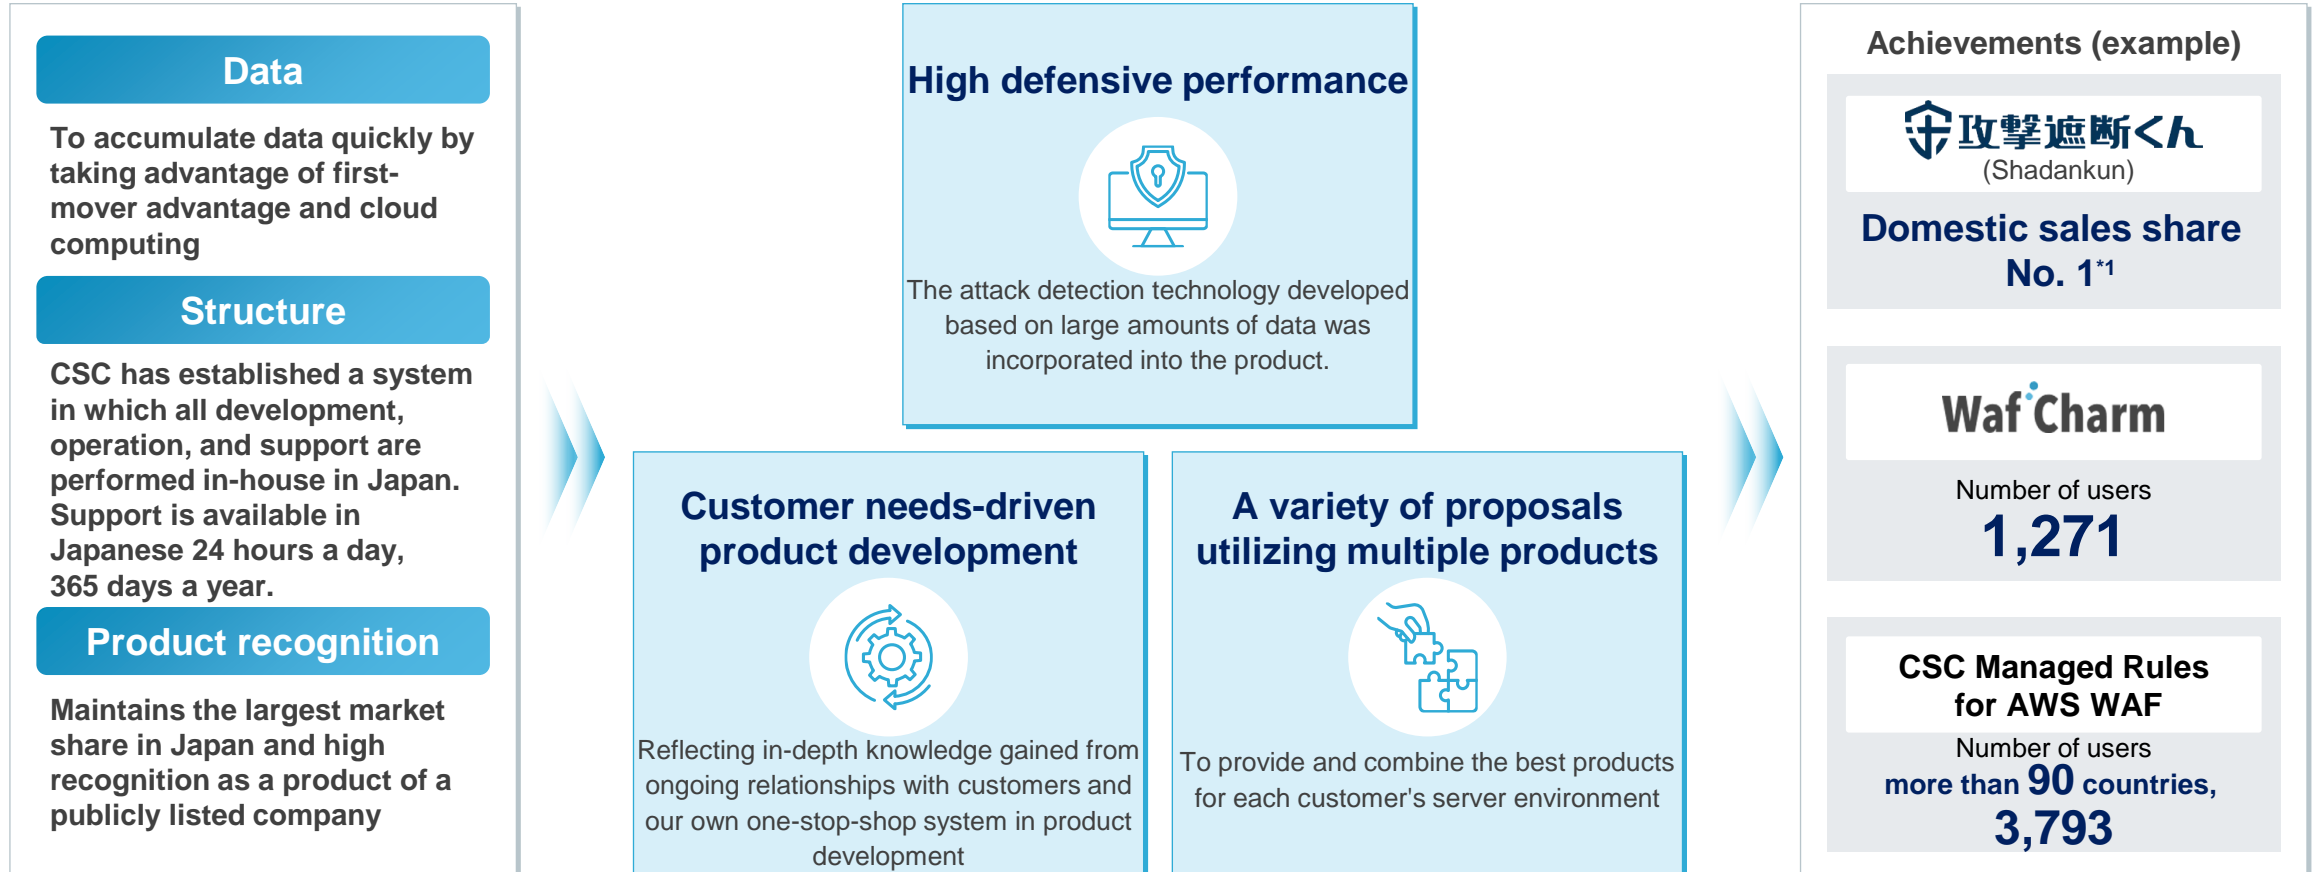 Data
To accumulate data quickly by
taking advantage of first-
mover advantage and cloud
computing
Structure
CSC has established a system
in which all development,
operation, and support are
performed in-house in Japan.
Support is available in
Japanese 24 hours a day,
365 days a year.
Product recognition
Maintains the largest market
share in Japan and high
recognition as a product of a
publicly listed company
High defensive performance
The attack detection technology developed
based on large amounts of data was
incorporated into the product.
Customer needs-driven
product development
Reflecting in-depth knowledge gained from
ongoing relationships with customers and
our own one-stop-shop system in product
development
A variety of proposals
utilizing multiple products
To provide and combine the best products
for each customer's server environment
Achievements (example)
攻撃遮断くん
(Shadankun)
Domestic sales share
No. 1*1
WafCharm
Number of users
1,271
CSC Managed Rules
for AWS WAF
Number of users
more than 90 countries,
3,793